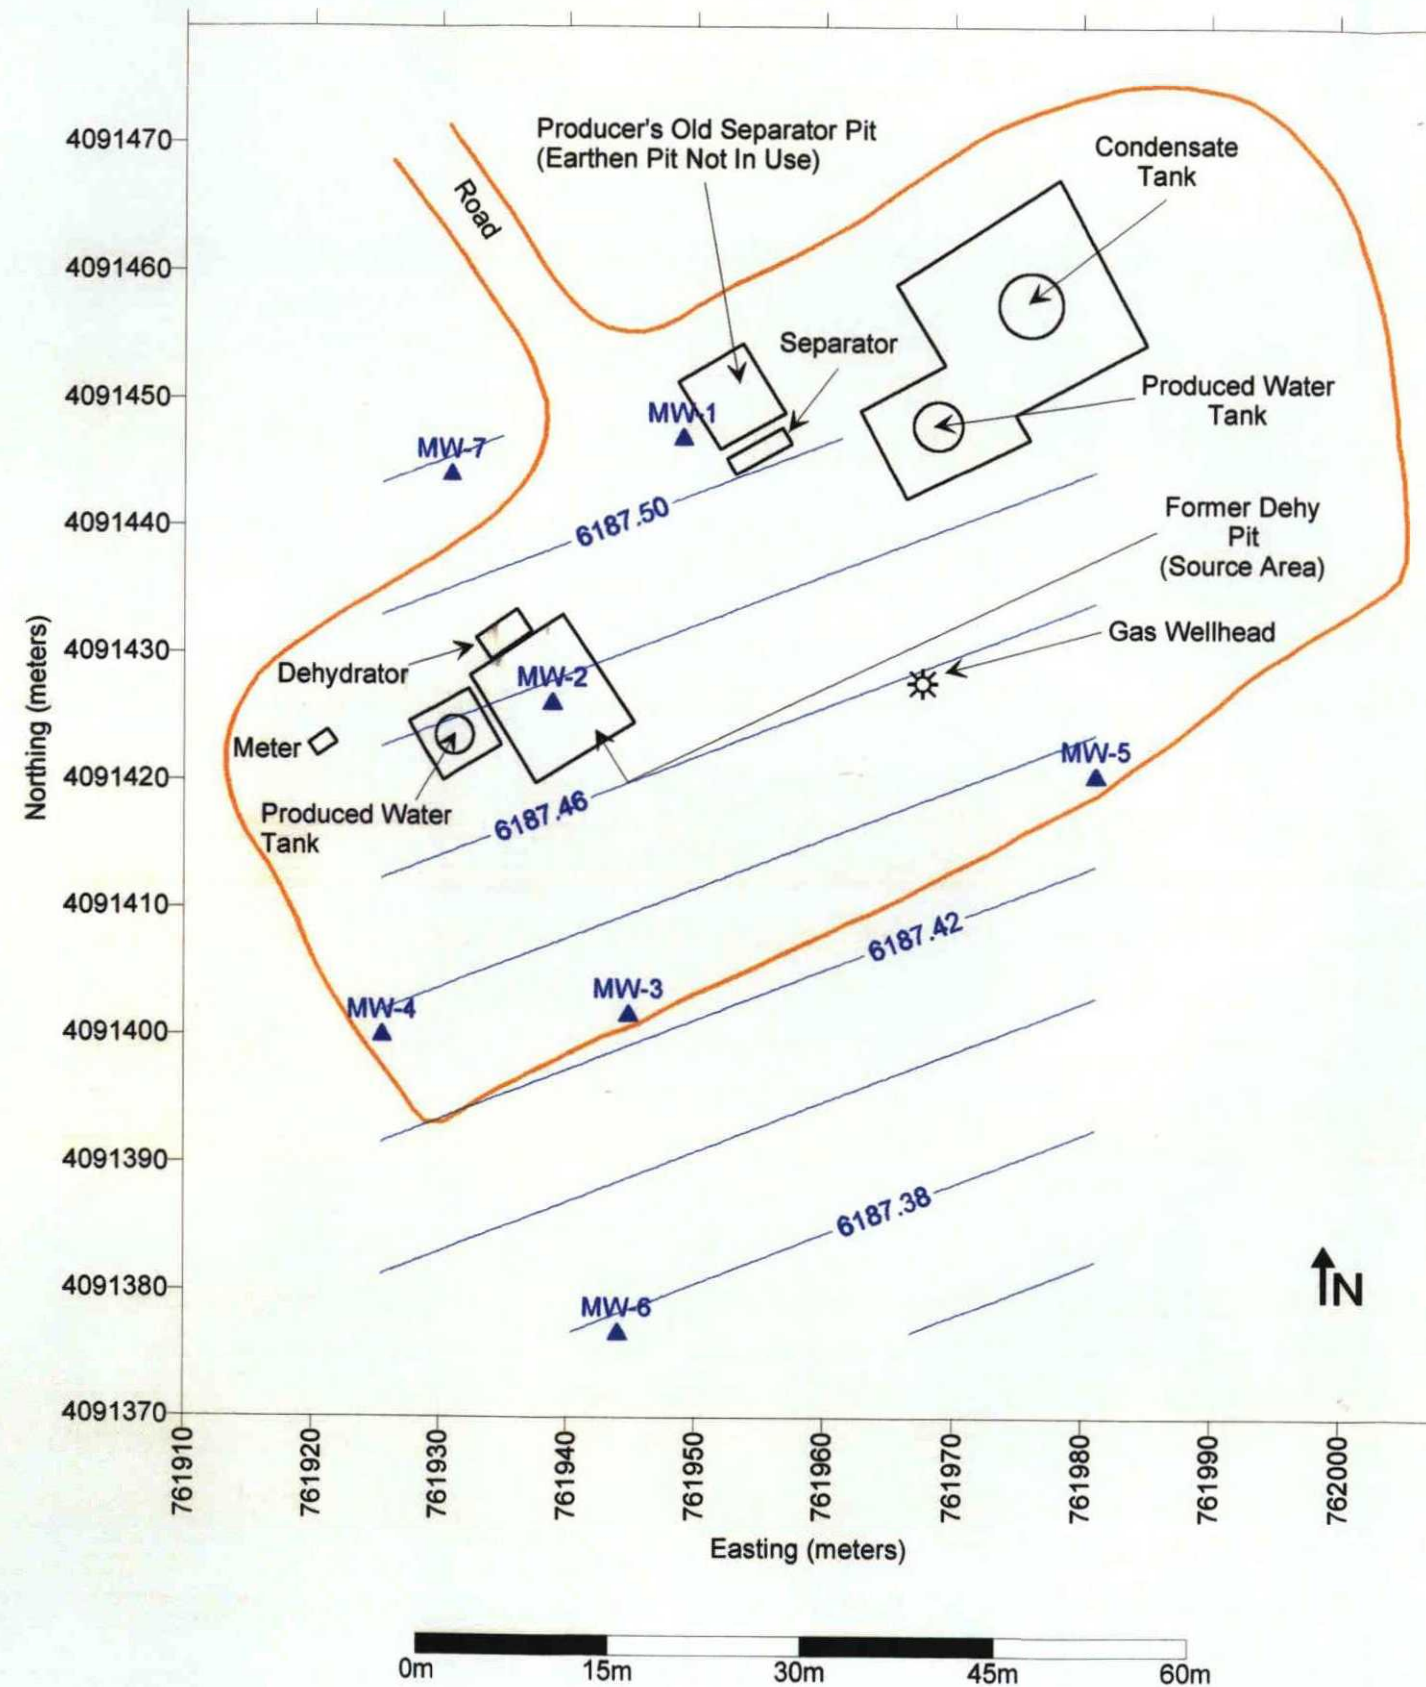 4091470
4091460
4091450
4091440
4091430
4091420
4091410
4091400
4091390
4091380
4091370
Northing (meters)
Road
Producer's Old Separator Pit
(Earthen Pit Not In Use)
Condensate
Tank
Separator
Produced Water
Tank
MW-1
MW-7
6187.50
Former Dehy
Pit
(Source Area)
Gas Wellhead
Dehydrator
MW-2
Meter
MW-5
Produced Water
Tank
6187.46
6187.42
MW-3
MW-4
6187.38
MW-6
N
761910
761920
761930
761940
761950
761960
761970
761980
761990
762000
Easting (meters)
0m
15m
30m
45m
60m